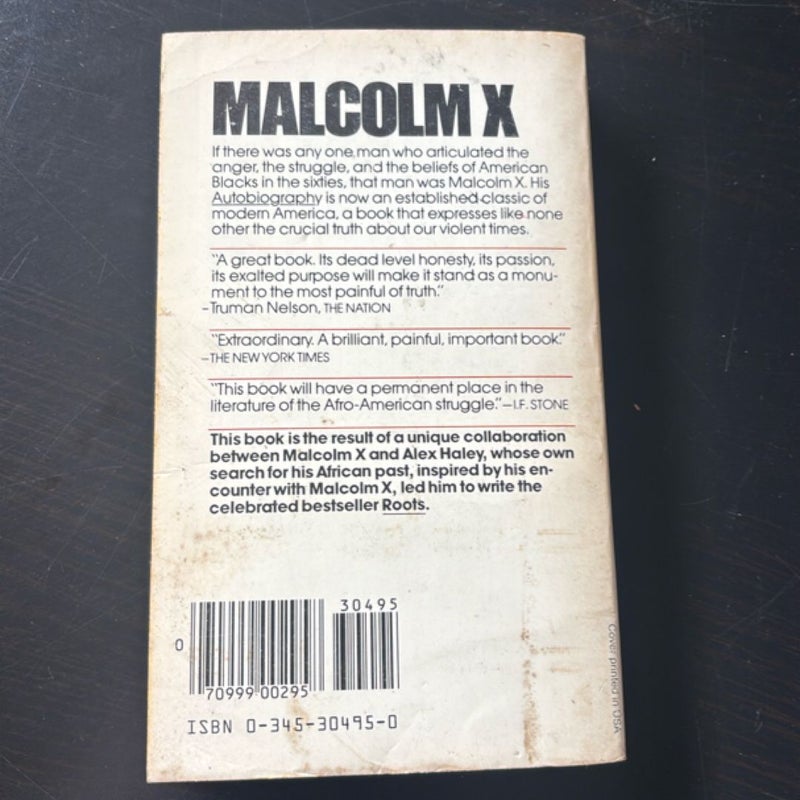 MALCOLM X
If there was any one man who articulated the
anger, the struggle, and the beliefs of American
Blacks in the sixties, that man was Malcolm X. His
Autobiography is now an established classic of
modern America, a book that expresses like none
other the crucial truth about our violent times.
"A great book. Its dead level honesty, its passion,
its exalted purpose will make it stand as a monu-
ment to the most painful of truth."
–Truman Nelson, THE NATION
"Extraordinary. A brilliant, painful, important book."
–THE NEW YORK TIMES
"This book will have a permanent place in the
literature of the Afro-American struggle."—I.F. STONE
This book is the result of a unique collaboration
between Malcolm X and Alex Haley, whose own
search for his African past, inspired by his en-
counter with Malcolm X, led him to write the
celebrated bestseller Roots.
30495
0
70999 00295
ISBN 0-345-30495-0
Cover printed in USA